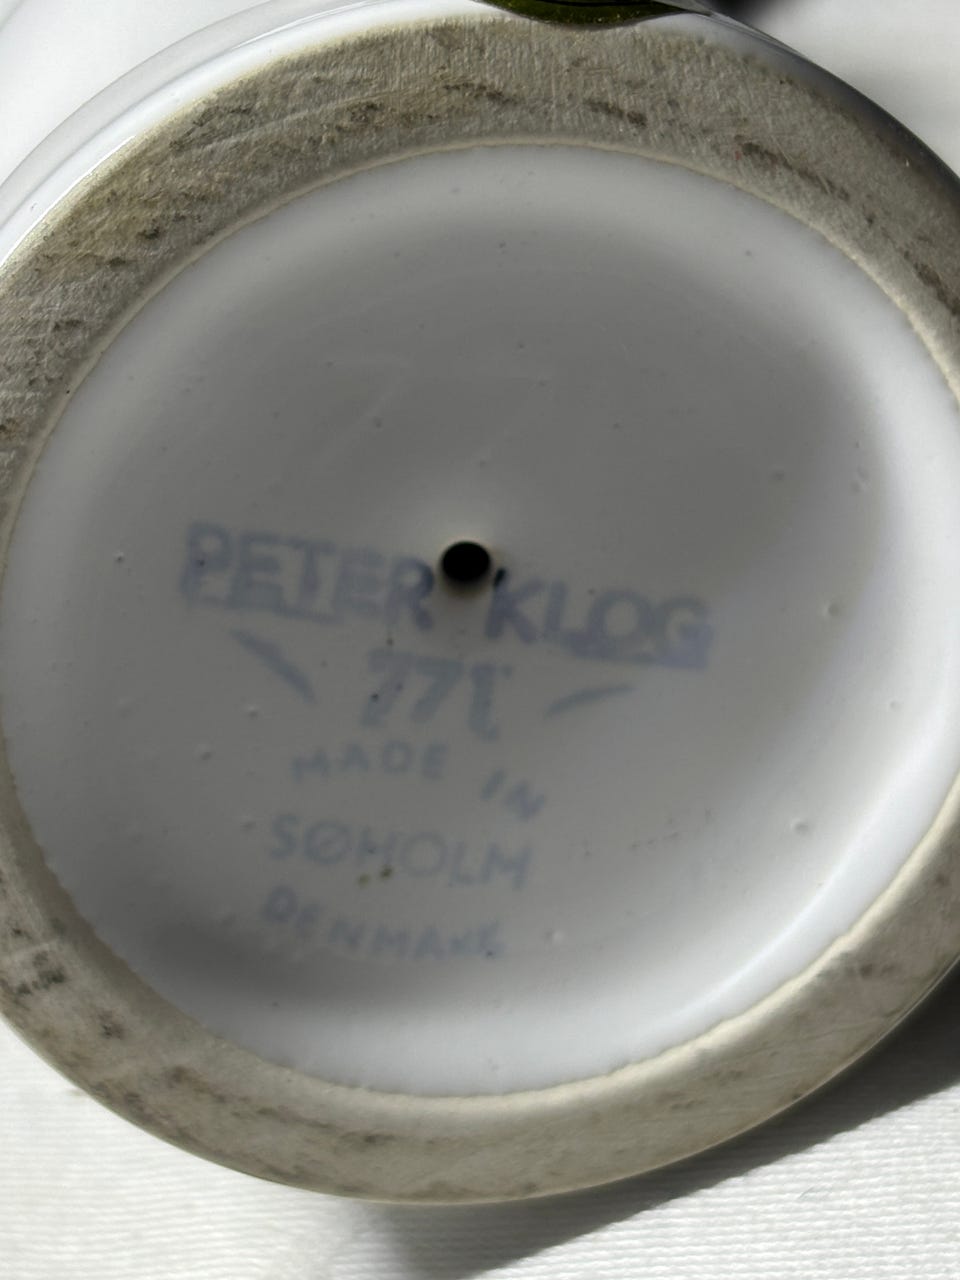 PETER KLOG
771
MADE IN
SØHOLM
DENMARK